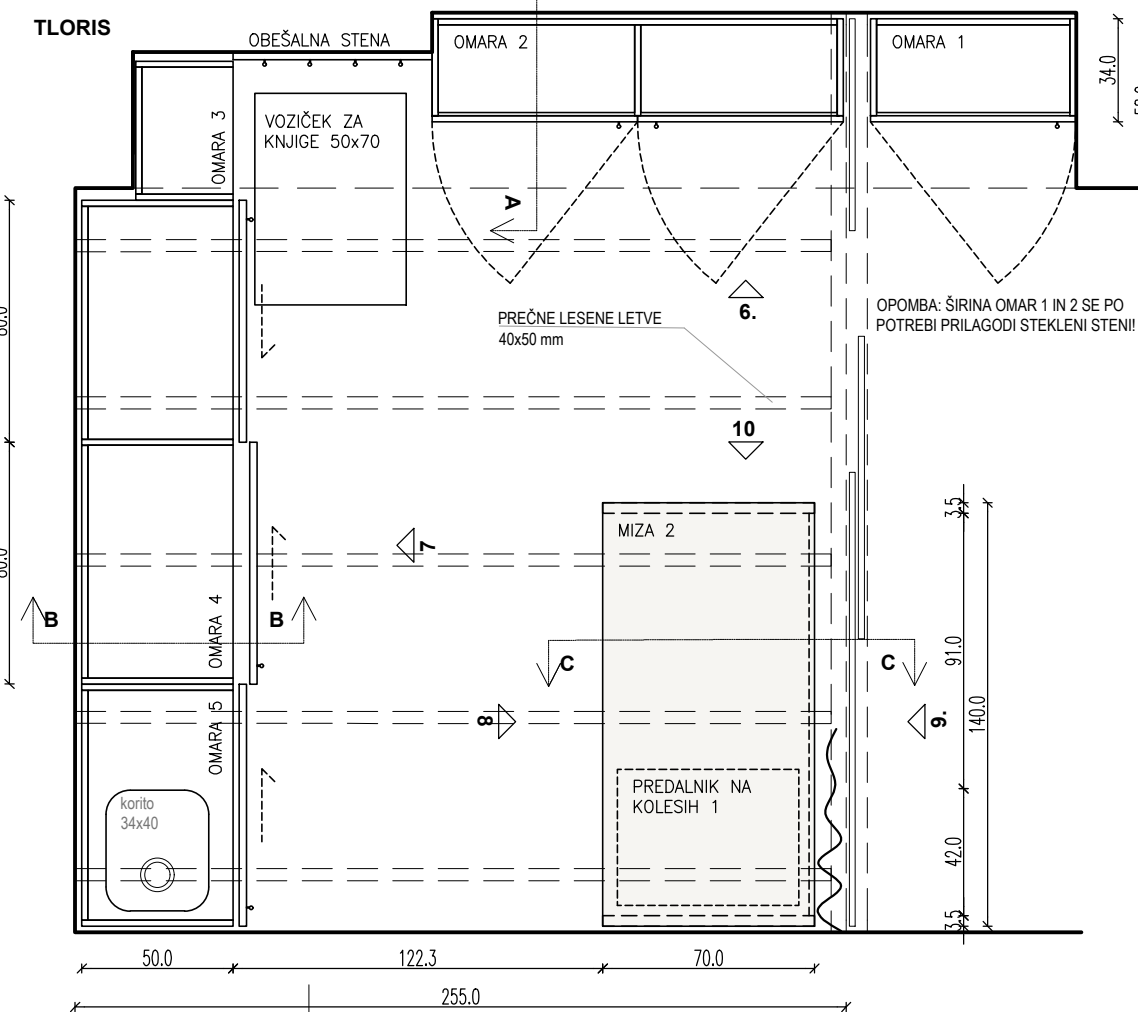 TLORIS
OBEŠALNA STENA
OMARA 2
OMARA 1
34.0
OMARA 3
VOZIČEK ZA
KNJIGE 50x70
A
6.
OPOMBA: ŠIRINA OMAR 1 IN 2 SE PO
POTREBI PRILAGODI STEKLENI STENI!
PREČNE LESENE LETVE
40x50 mm
10
7
MIZA 2
3.5
B
B
OMARA 4
C
C
91.0
140.0
8
9.
OMARA 5
korito
34x40
PREDALNIK NA
KOLESIH 1
42.0
3.5
50.0
122.3
70.0
255.0